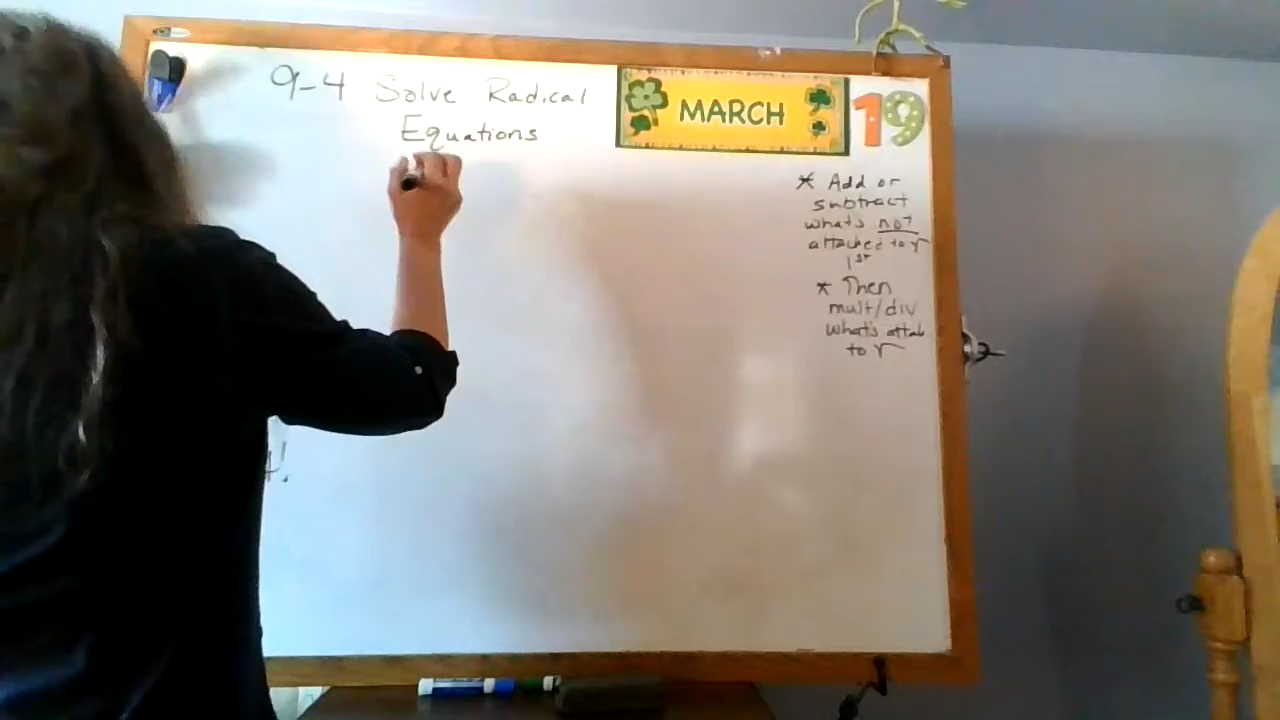 9-4 Solve Radical
Equations
MARCH
19
* Add or
subtract
what's not
attached to √
1st
* Then
mult/div
what's attah
to √